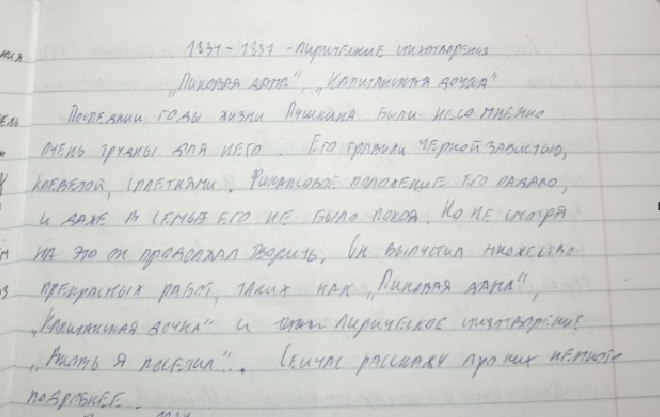 1834-1837 - Лирические стихотворения
"Пиковая дама", "Капитанская дочка"
Последнии годы жизни Пушкина были несомненно
очень трудны для него. Его травили черной завистью,
клеветой, сплетнями. Финансовое положение его падало,
и даже в семье его не было покоя. Но не смотря
на это он продолжал творить. Он выпустил множество
прекрасных работ, таких как "Пиковая дама",
"Капитанская дочка" и лирическое стихотворение
"Вновь я посетил"... Сейчас расскажу про них немного
подробнее.